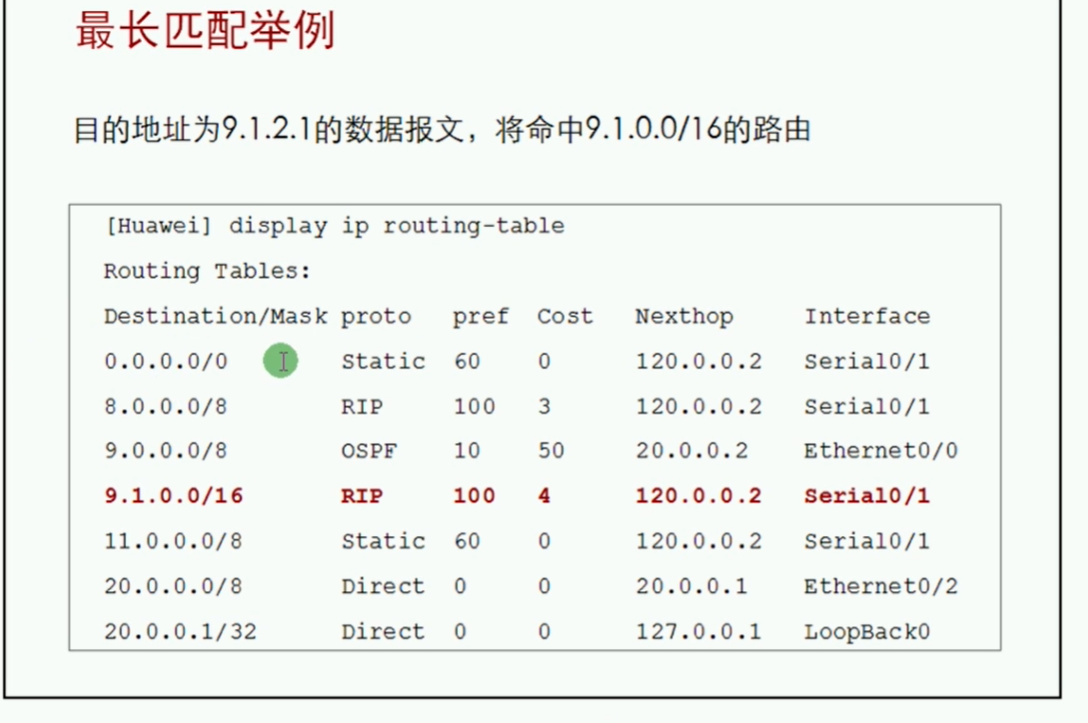 最长匹配举例
目的地址为9.1.2.1的数据报文，将命中9.1.0.0/16的路由
[Huawei] display ip routing-table
Routing Tables:
Destination/Mask proto pref Cost Nexthop Interface
0.0.0.0/0 Static 60 0 120.0.0.2 Serial0/1
8.0.0.0/8 RIP 100 3 120.0.0.2 Serial0/1
9.0.0.0/8 OSPF 10 50 20.0.0.2 Ethernet0/0
9.1.0.0/16 RIP 100 4 120.0.0.2 Serial0/1
11.0.0.0/8 Static 60 0 120.0.0.2 Serial0/1
20.0.0.0/8 Direct 0 0 20.0.0.1 Ethernet0/2
20.0.0.1/32 Direct 0 0 127.0.0.1 LoopBack0